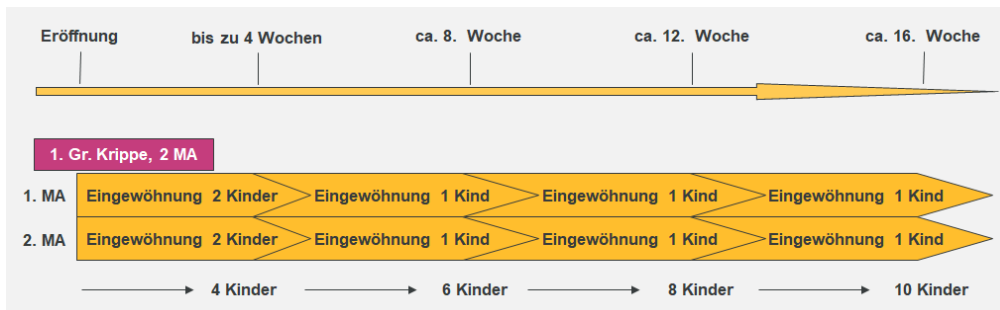 Eröffnung bis zu 4 Wochen ca. 8. Woche ca. 12. Woche ca. 16. Woche
1. Gr. Krippe, 2 MA
1. MA Eingewöhnung 2 Kinder Eingewöhnung 1 Kind Eingewöhnung 1 Kind Eingewöhnung 1 Kind
2. MA Eingewöhnung 2 Kinder Eingewöhnung 1 Kind Eingewöhnung 1 Kind Eingewöhnung 1 Kind
4 Kinder 6 Kinder 8 Kinder 10 Kinder